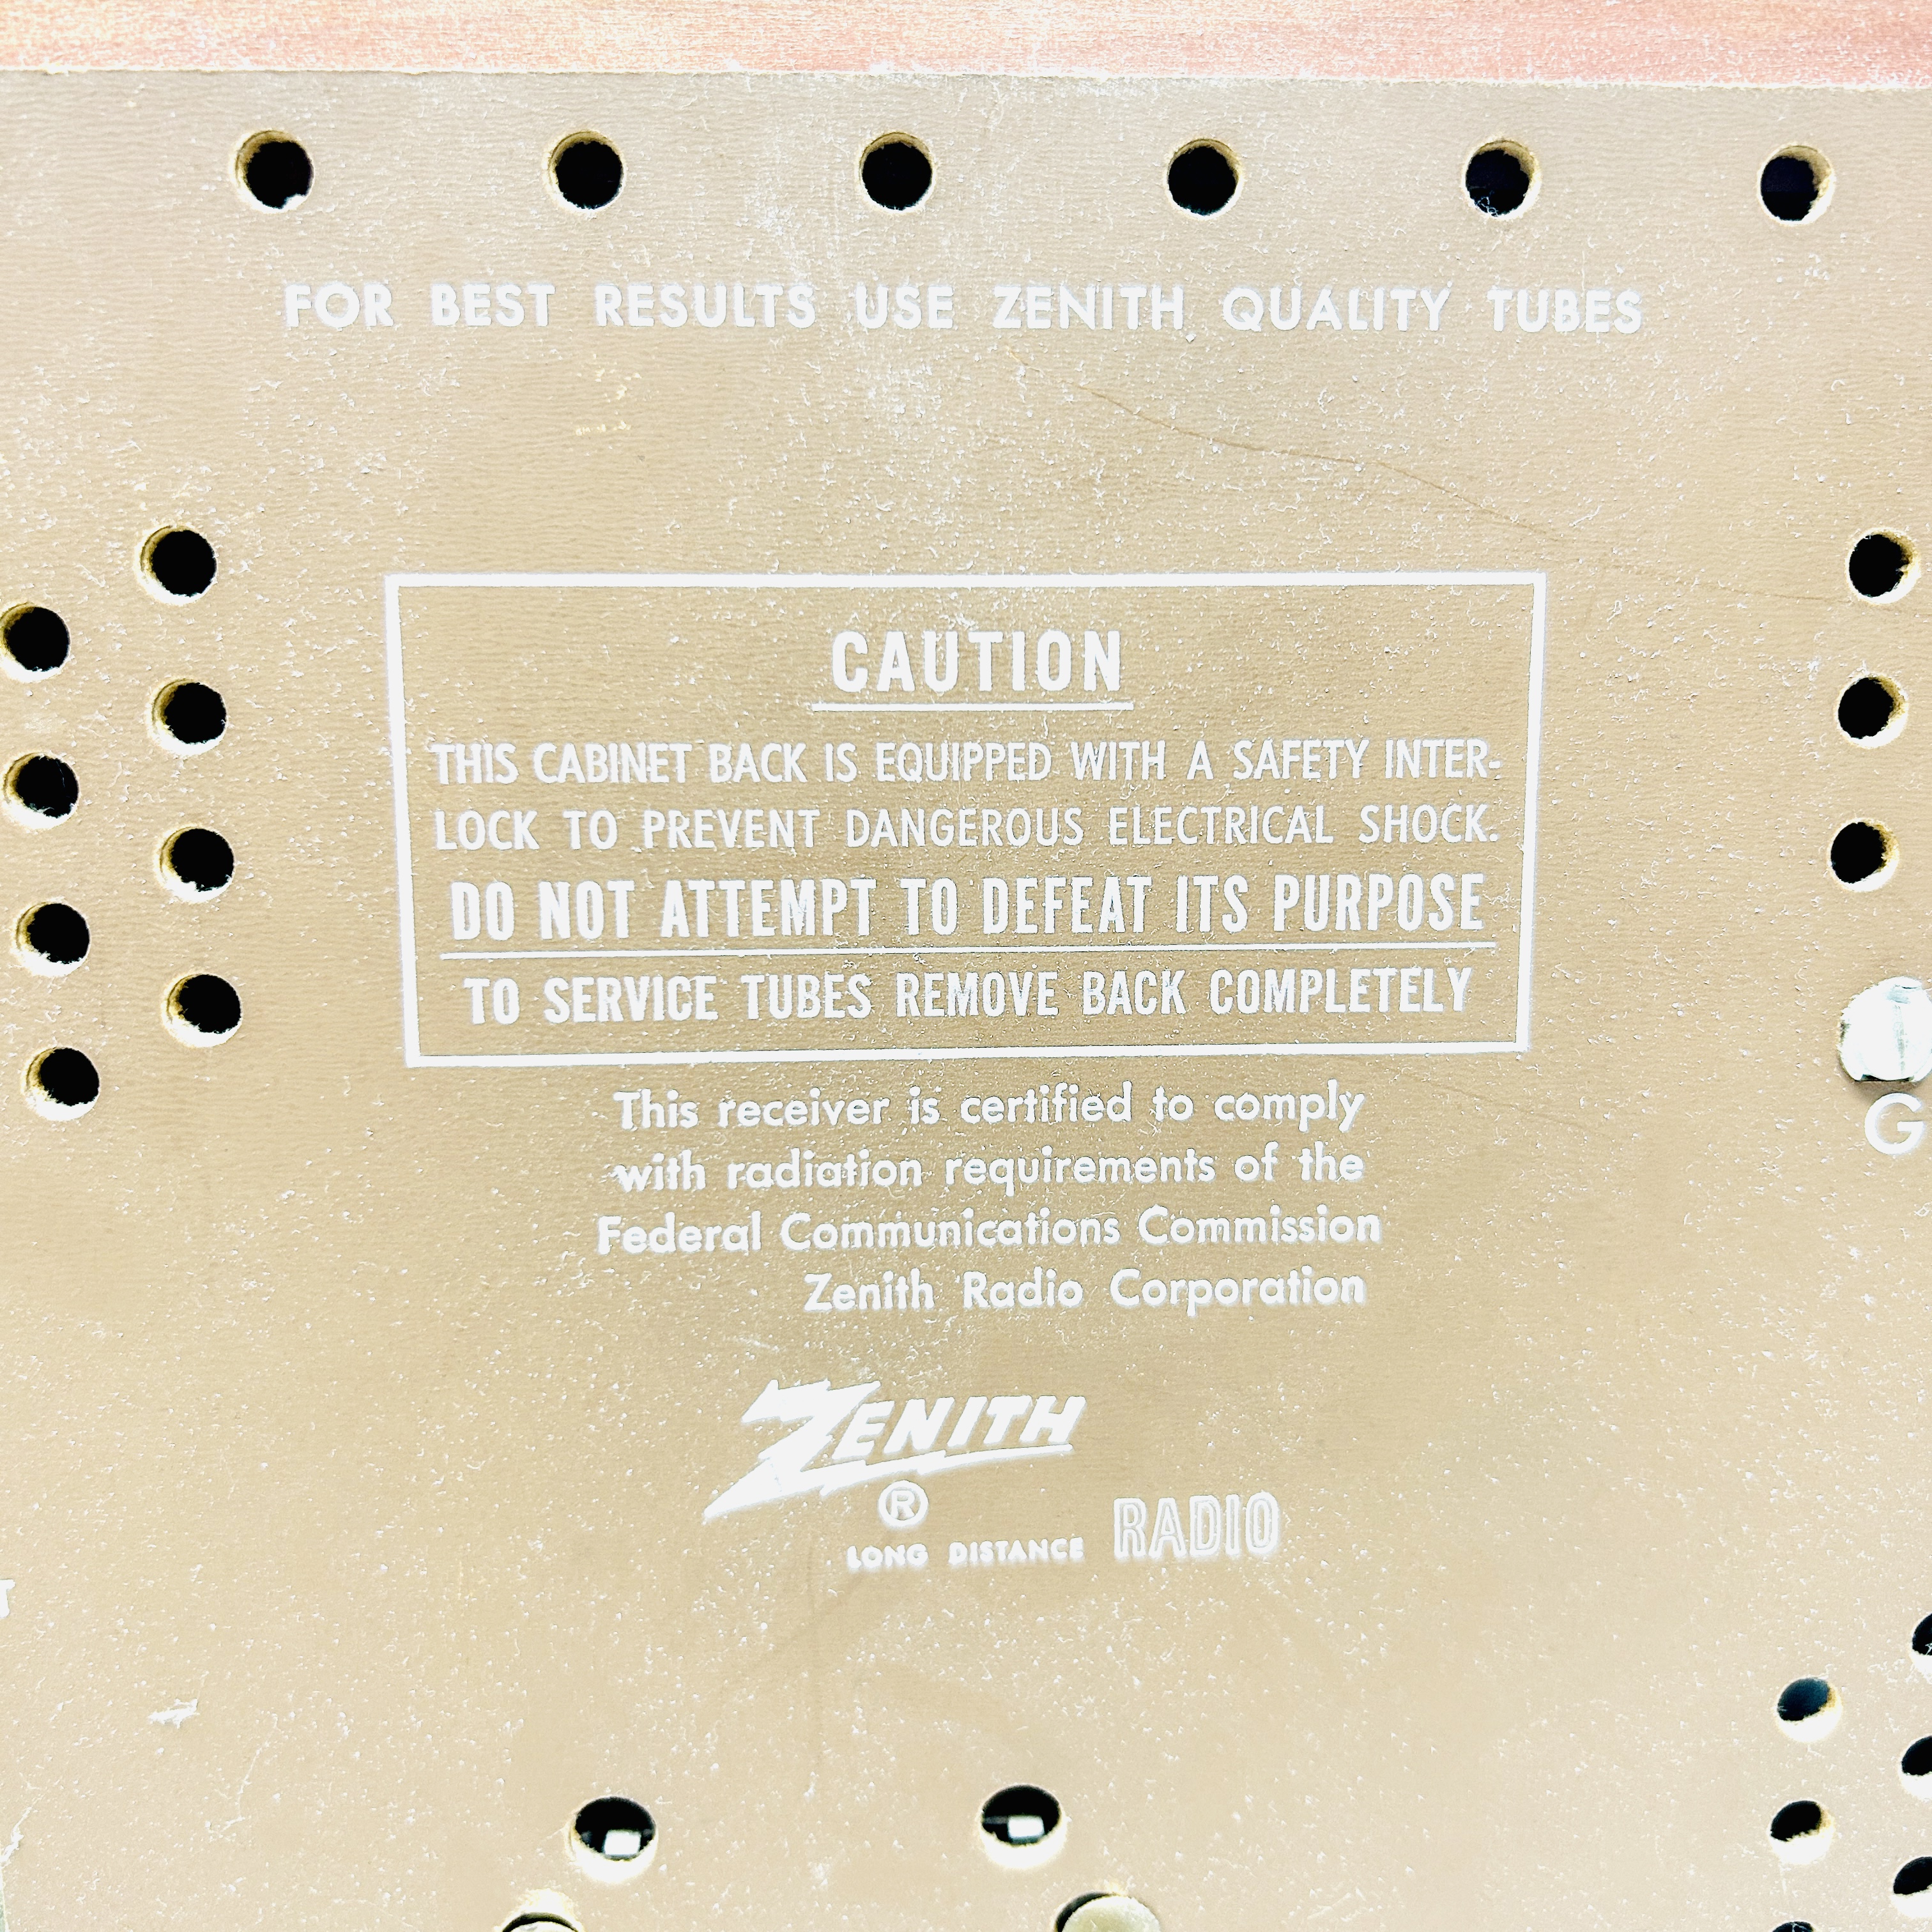 FOR BEST RESULTS USE ZENITH QUALITY TUBES
CAUTION
THIS CABINET BACK IS EQUIPPED WITH A SAFETY INTER-
LOCK TO PREVENT DANGEROUS ELECTRICAL SHOCK.
DO NOT ATTEMPT TO DEFEAT ITS PURPOSE
TO SERVICE TUBES REMOVE BACK COMPLETELY
G
This receiver is certified to comply
with radiation requirements of the
Federal Communications Commission
Zenith Radio Corporation
ZENITH
®
LONG DISTANCE RADIO
T